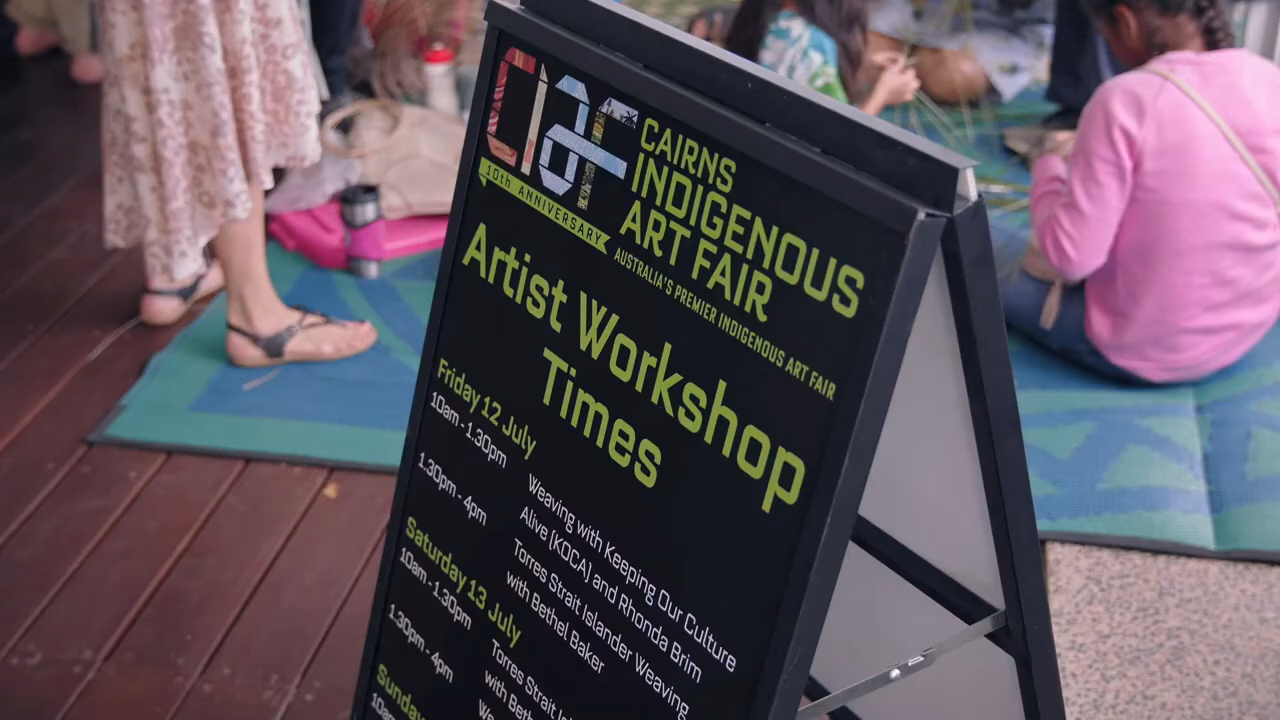 CIAF
10th ANNIVERSARY
CAIRNS
INDIGENOUS
ART FAIR
AUSTRALIA'S PREMIER INDIGENOUS ART FAIR
Artist Workshop
Times
Friday 12 July
10am - 1.30pm
Weaving with Keeping Our Culture
Alive (KOCA) and Rhonda Brim
1.30pm - 4pm
Torres Strait Islander Weaving
with Bethel Baker
Saturday 13 July
10am - 1.30pm
Torres Strait
with Beth
1.30pm - 4pm
We
Sunday
10am